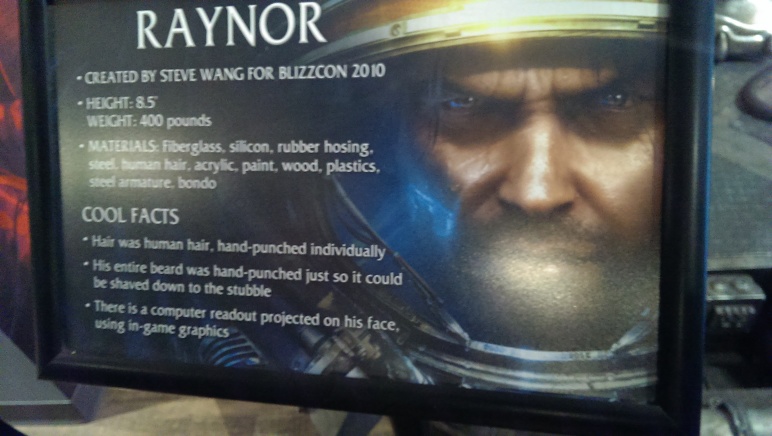 RAYNOR
• CREATED BY STEVE WANG FOR BLIZZCON 2010
• HEIGHT: 8.5'
WEIGHT: 400 pounds
• MATERIALS: Fiberglass, silicon, rubber hosing,
steel, human hair, acrylic, paint, wood, plastics,
steel armature, bondo
COOL FACTS
• Hair was human hair, hand-punched individually
• His entire beard was hand-punched just so it could
be shaved down to the stubble
• There is a computer readout projected on his face,
using in-game graphics